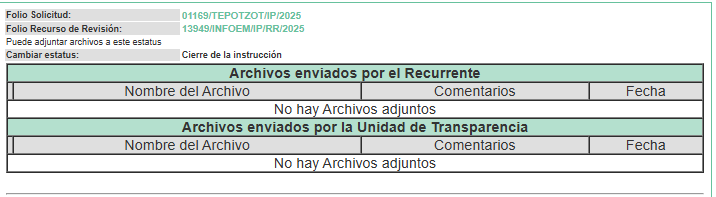 Folio Solicitud: 01169/TEPOTZOT/IP/2025
Folio Recurso de Revisión: 13949/INFOEM/IP/RR/2025
Puede adjuntar archivos a este estatus
Cambiar estatus: Cierre de la instrucción
Archivos enviados por el Recurrente
Nombre del Archivo Comentarios Fecha
No hay Archivos adjuntos
Archivos enviados por la Unidad de Transparencia
Nombre del Archivo Comentarios Fecha
No hay Archivos adjuntos